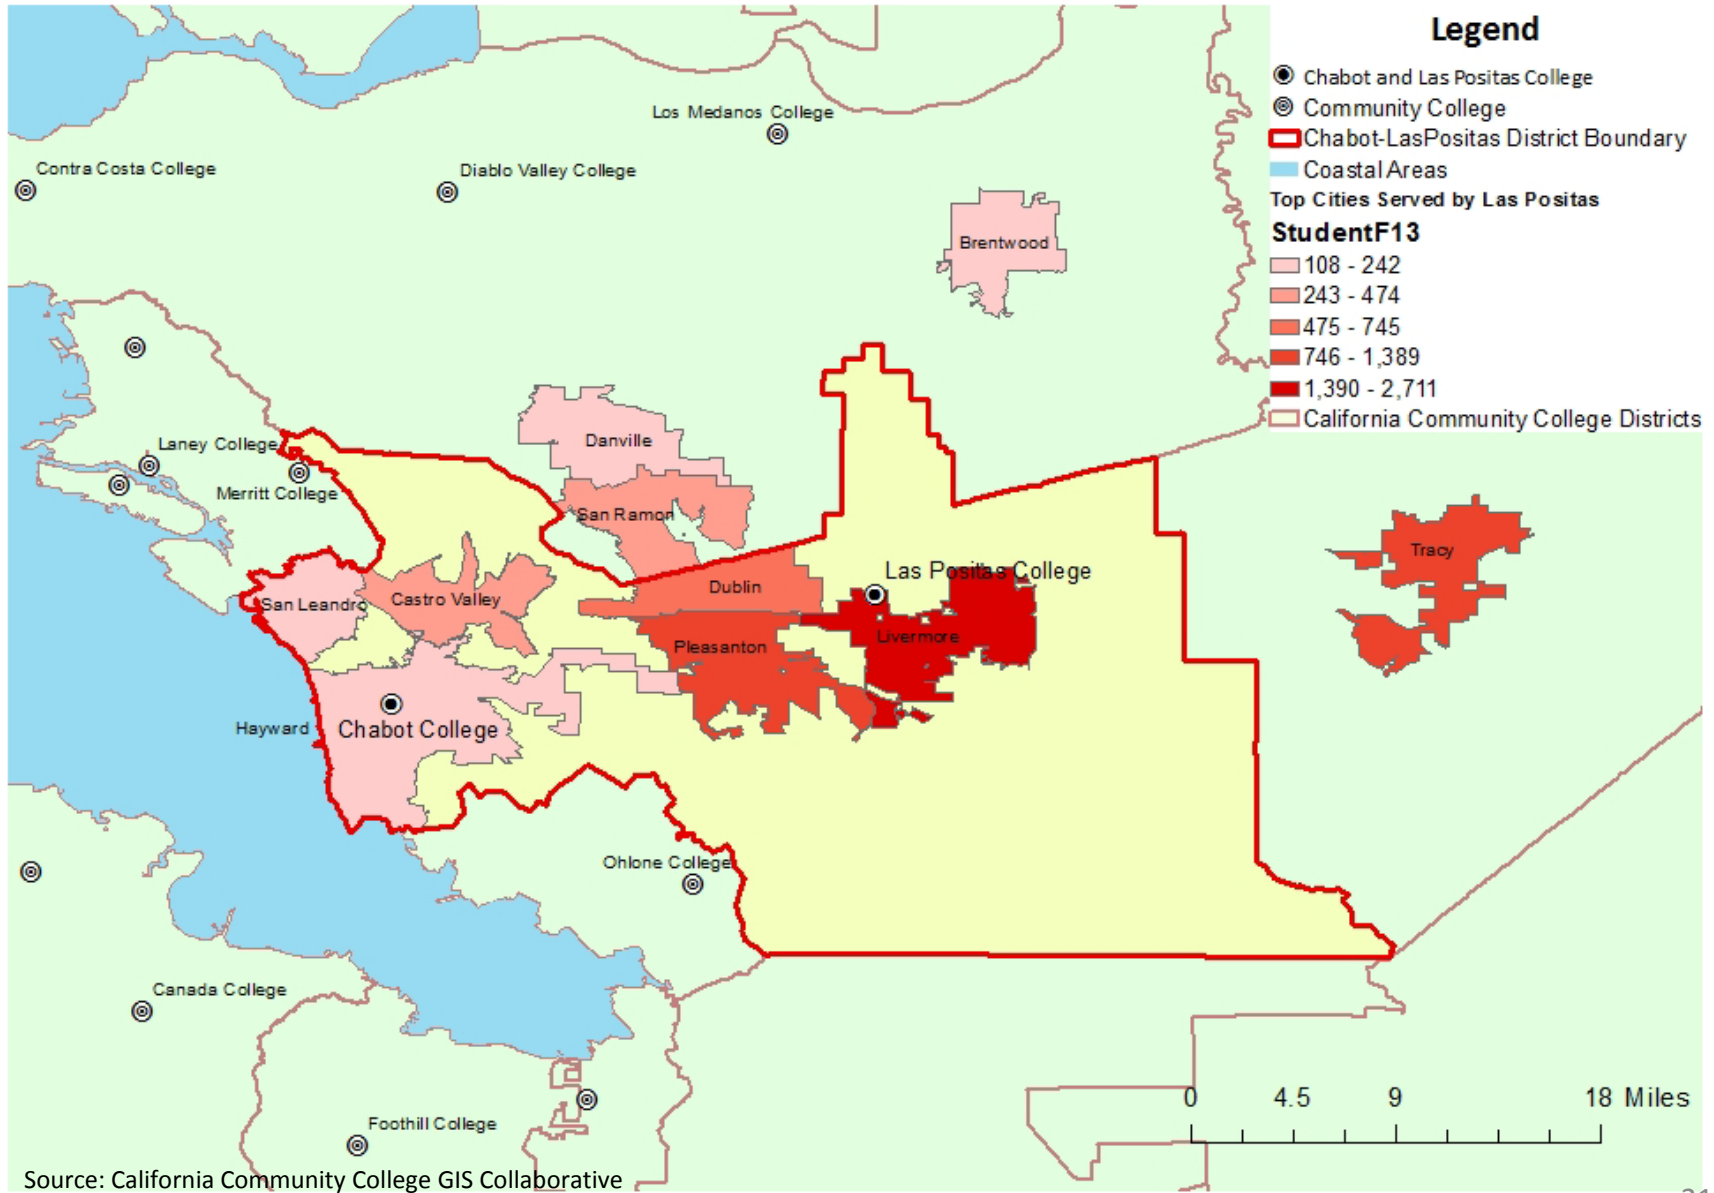 Legend
Chabot and Las Positas College
Community College
Chabot-LasPositas District Boundary
Coastal Areas
Top Cities Served by Las Positas
StudentF13
108 - 242
243 - 474
475 - 745
746 - 1,389
1,390 - 2,711
California Community College Districts
Los Medanos College
Contra Costa College
Diablo Valley College
Brentwood
Laney College
Danville
Merritt College
San Ramon
Tracy
Las Positas College
Dublin
San Leandro
Castro Valley
Livermore
Pleasanton
Hayward
Chabot College
Ohlone College
Canada College
Foothill College
0 4.5 9 18 Miles
Source: California Community College GIS Collaborative